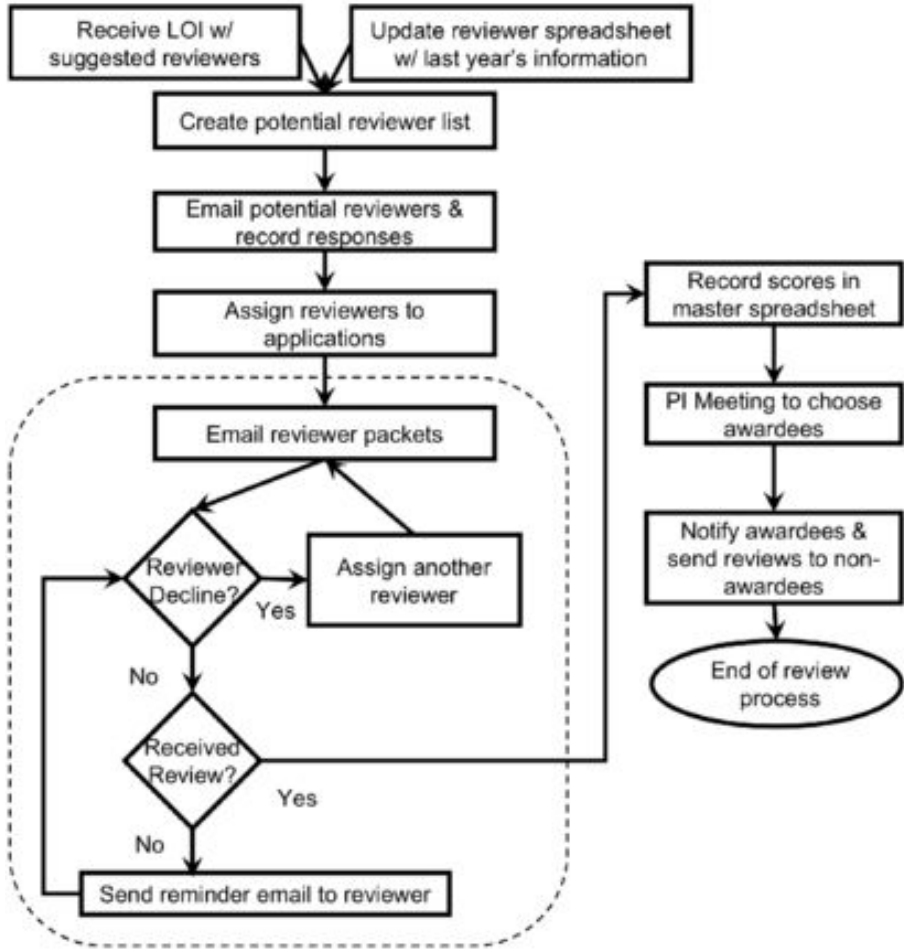 Receive LOI w/
suggested reviewers
Update reviewer spreadsheet
w/ last year's information
Create potential reviewer list
Email potential reviewers &
record responses
Assign reviewers to
applications
Email reviewer packets
Reviewer
Decline?
Yes
Assign another
reviewer
No
Received
Review?
Yes
No
Send reminder email to reviewer
Record scores in
master spreadsheet
PI Meeting to choose
awardees
Notify awardees &
send reviews to non-
awardees
End of review
process